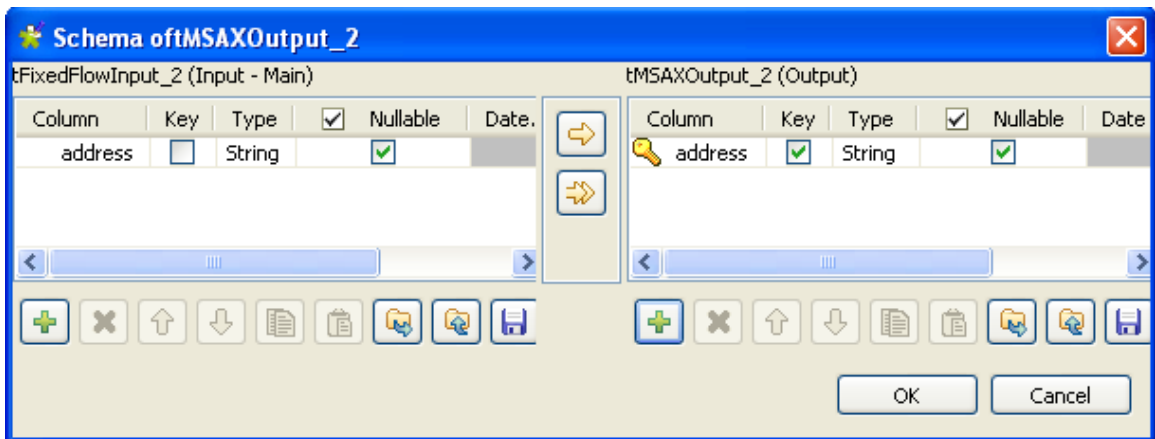 Schema oftMSAXOutput_2
tFixedFlowInput_2 (Input - Main)
tMSAXOutput_2 (Output)
Column Key Type Nullable Date.
address String
Column Key Type Nullable Date
address String
OK Cancel